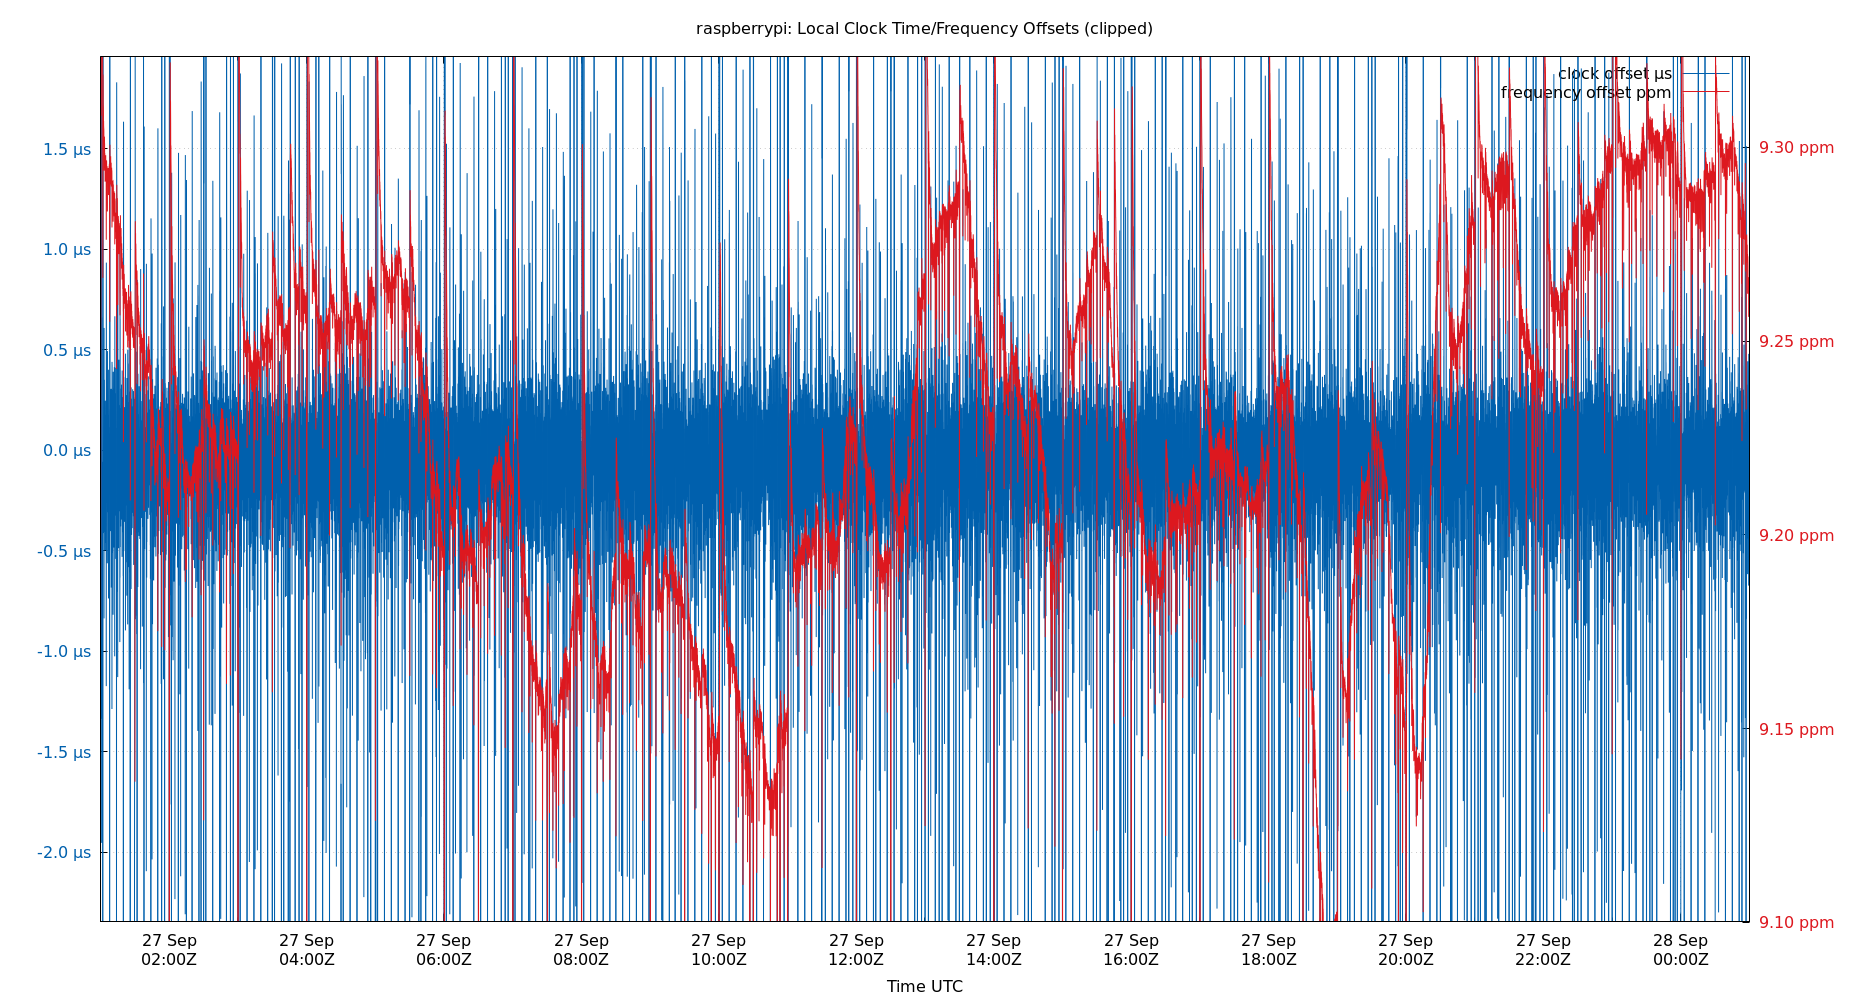 raspberrypi: Local Clock Time/Frequency Offsets (clipped)
clock offset µs
frequency offset ppm
1.5 µs
1.0 µs
0.5 µs
0.0 µs
-0.5 µs
-1.0 µs
-1.5 µs
-2.0 µs
9.30 ppm
9.25 ppm
9.20 ppm
9.15 ppm
9.10 ppm
27 Sep 27 Sep 27 Sep 27 Sep 27 Sep 27 Sep 27 Sep 27 Sep 27 Sep 27 Sep 27 Sep 28 Sep
02:00Z 04:00Z 06:00Z 08:00Z 10:00Z 12:00Z 14:00Z 16:00Z 18:00Z 20:00Z 22:00Z 00:00Z
Time UTC